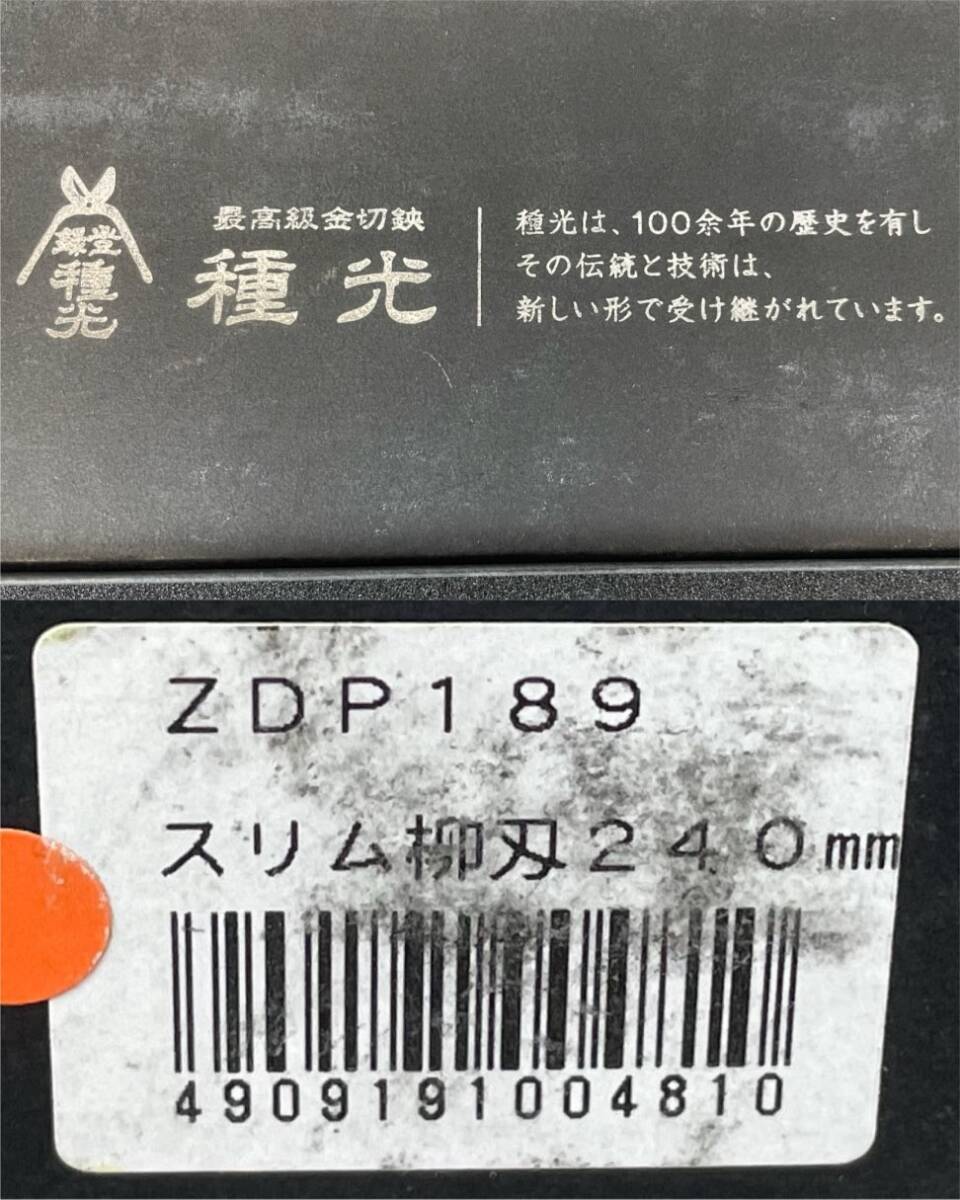 最高級金切鋏
種光
種光
種光は、100余年の歴史を有し
その伝統と技術は、
新しい形で受け継がれています。
ZDP189
スリム柳刃240mm
4909191004810